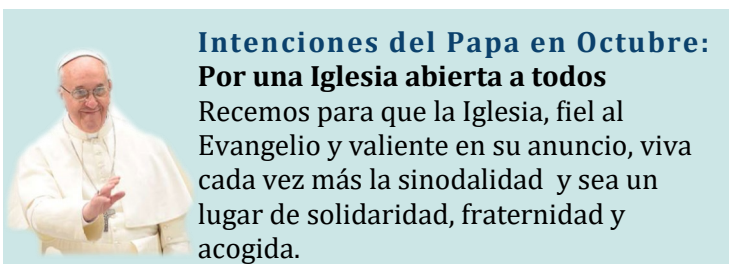 Intenciones del Papa en Octubre:
Por una Iglesia abierta a todos
Recemos para que la Iglesia, fiel al
Evangelio y valiente en su anuncio, viva
cada vez más la sinodalidad y sea un
lugar de solidaridad, fraternidad y
acogida.